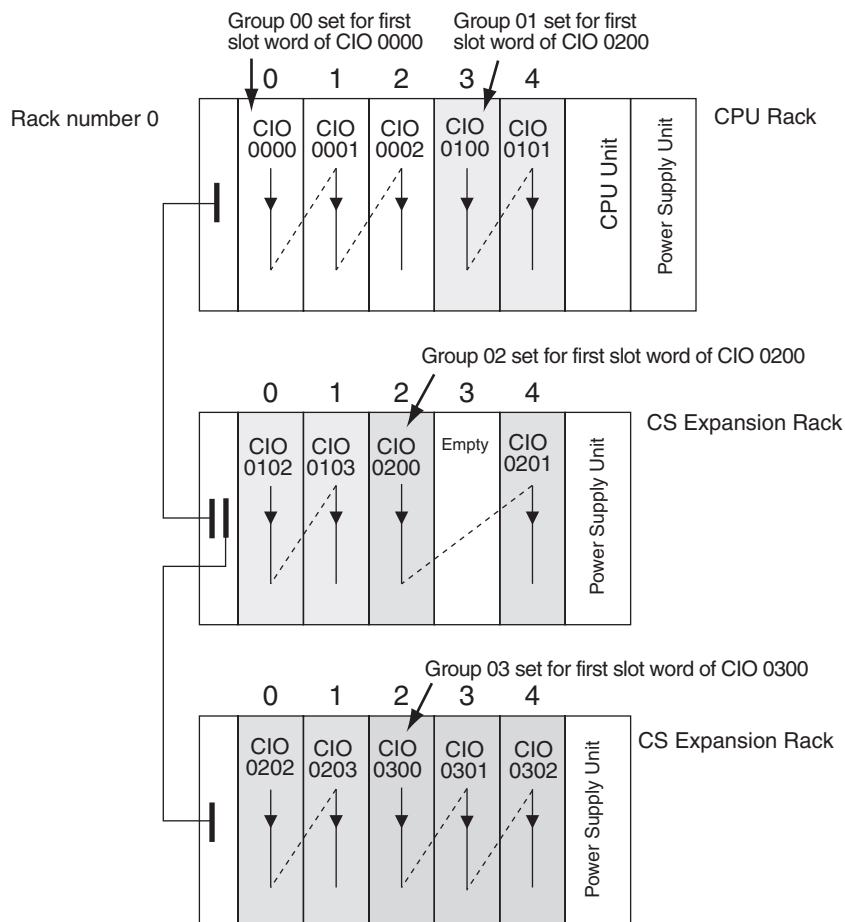 Group 00 set for first
slot word of CIO 0000
Group 01 set for first
slot word of CIO 0200
0 1 2 3 4
Rack number 0
CIO 0000
CIO 0001
CIO 0002
CIO 0100
CIO 0101
CPU Unit
Power Supply Unit
CPU Rack
Group 02 set for first slot word of CIO 0200
0 1 2 3 4
CIO 0102
CIO 0103
CIO 0200
Empty
CIO 0201
Power Supply Unit
CS Expansion Rack
Group 03 set for first slot word of CIO 0300
0 1 2 3 4
CIO 0202
CIO 0203
CIO 0300
CIO 0301
CIO 0302
Power Supply Unit
CS Expansion Rack